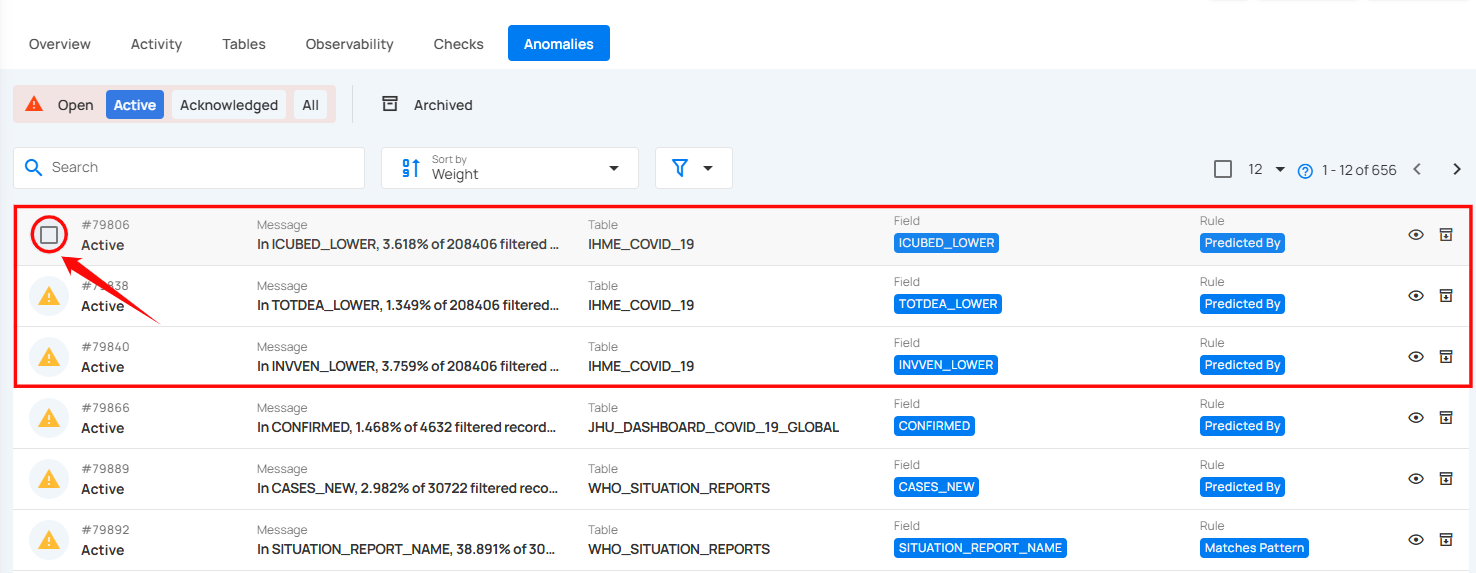 Overview Activity Tables Observability Checks Anomalies
Open Active Acknowledged All Archived
Search
Sort by
Weight
12 1 - 12 of 656
#79806 Message Table Field Rule
Active In ICUBED_LOWER, 3.618% of 208406 filtered ... IHME_COVID_19 ICUBED_LOWER Predicted By
#79838 Message Table Field Rule
Active In TOTDEA_LOWER, 1.349% of 208406 filtered... IHME_COVID_19 TOTDEA_LOWER Predicted By
#79840 Message Table Field Rule
Active In INVVEN_LOWER, 3.759% of 208406 filtered ... IHME_COVID_19 INVVEN_LOWER Predicted By
#79866 Message Table Field Rule
Active In CONFIRMED, 1.468% of 4632 filtered record... JHU_DASHBOARD_COVID_19_GLOBAL CONFIRMED Predicted By
#79889 Message Table Field Rule
Active In CASES_NEW, 2.982% of 30722 filtered reco... WHO_SITUATION_REPORTS CASES_NEW Predicted By
#79892 Message Table Field Rule
Active In SITUATION_REPORT_NAME, 38.891% of 30... WHO_SITUATION_REPORTS SITUATION_REPORT_NAME Matches Pattern